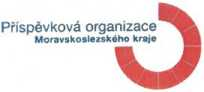 Příspěvková organizace
Moravskoslezského kraje